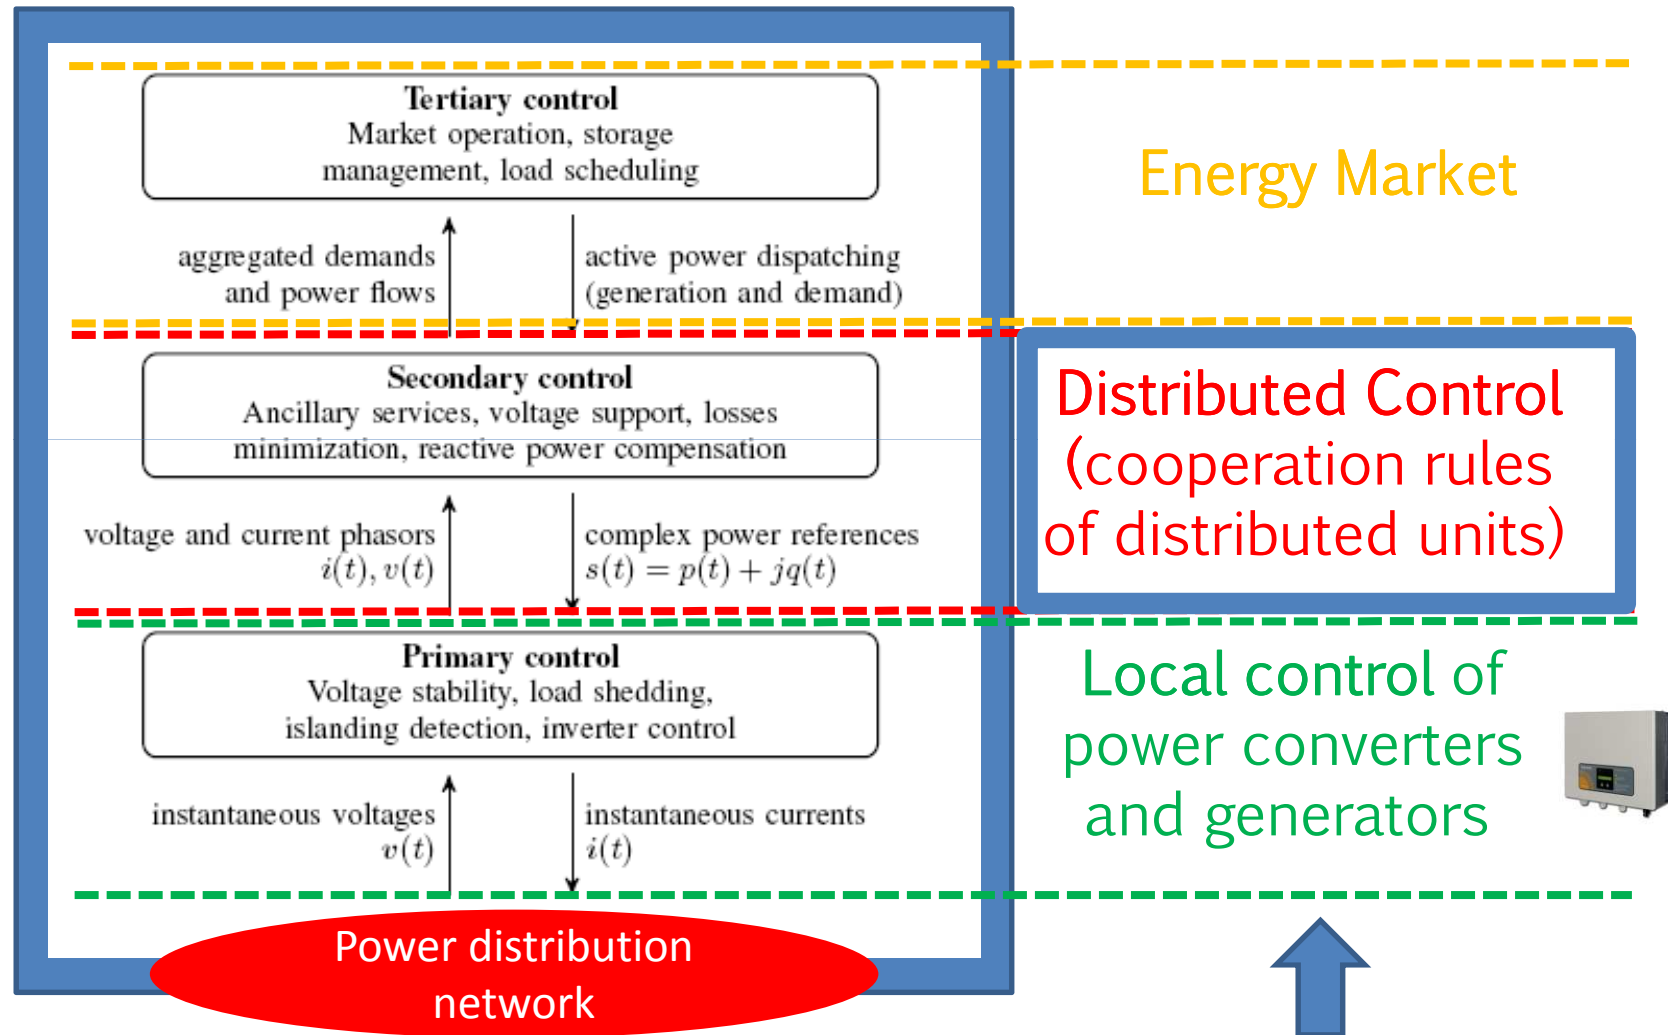 Tertiary control
Market operation, storage
management, load scheduling
Energy Market
aggregated demands
and power flows
active power dispatching
(generation and demand)
Secondary control
Ancillary services, voltage support, losses
minimization, reactive power compensation
Distributed Control
(cooperation rules
of distributed units)
voltage and current phasors
i(t), v(t)
complex power references
s(t) = p(t) + jq(t)
Primary control
Voltage stability, load shedding,
islanding detection, inverter control
Local control of
power converters
and generators
instantaneous voltages
v(t)
instantaneous currents
i(t)
Power distribution
network